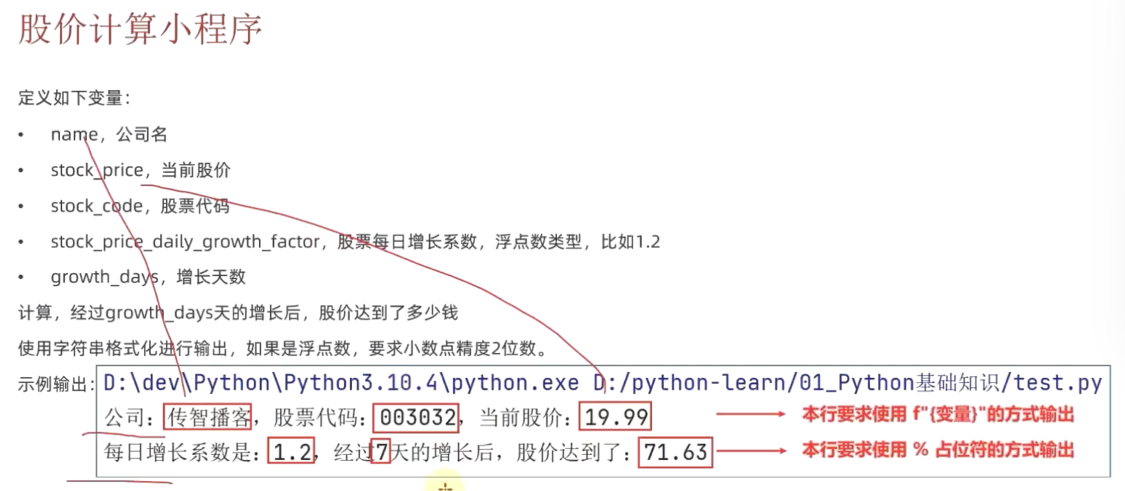 股价计算小程序
定义如下变量：
• name，公司名
• stock_price，当前股价
• stock_code，股票代码
• stock_price_daily_growth_factor，股票每日增长系数，浮点数类型，比如1.2
• growth_days，增长天数
计算，经过growth_days天的增长后，股价达到了多少钱
使用字符串格式化进行输出，如果是浮点数，要求小数点精度2位数。
示例输出：D:\dev\Python\Python3.10.4\python.exe D:/python-learn/01_Python基础知识/test.py
公司：传智播客，股票代码：003032，当前股价：19.99 本行要求使用 f"{变量}"的方式输出
每日增长系数是：1.2，经过7天的增长后，股价达到了：71.63 本行要求使用 % 占位符的方式输出